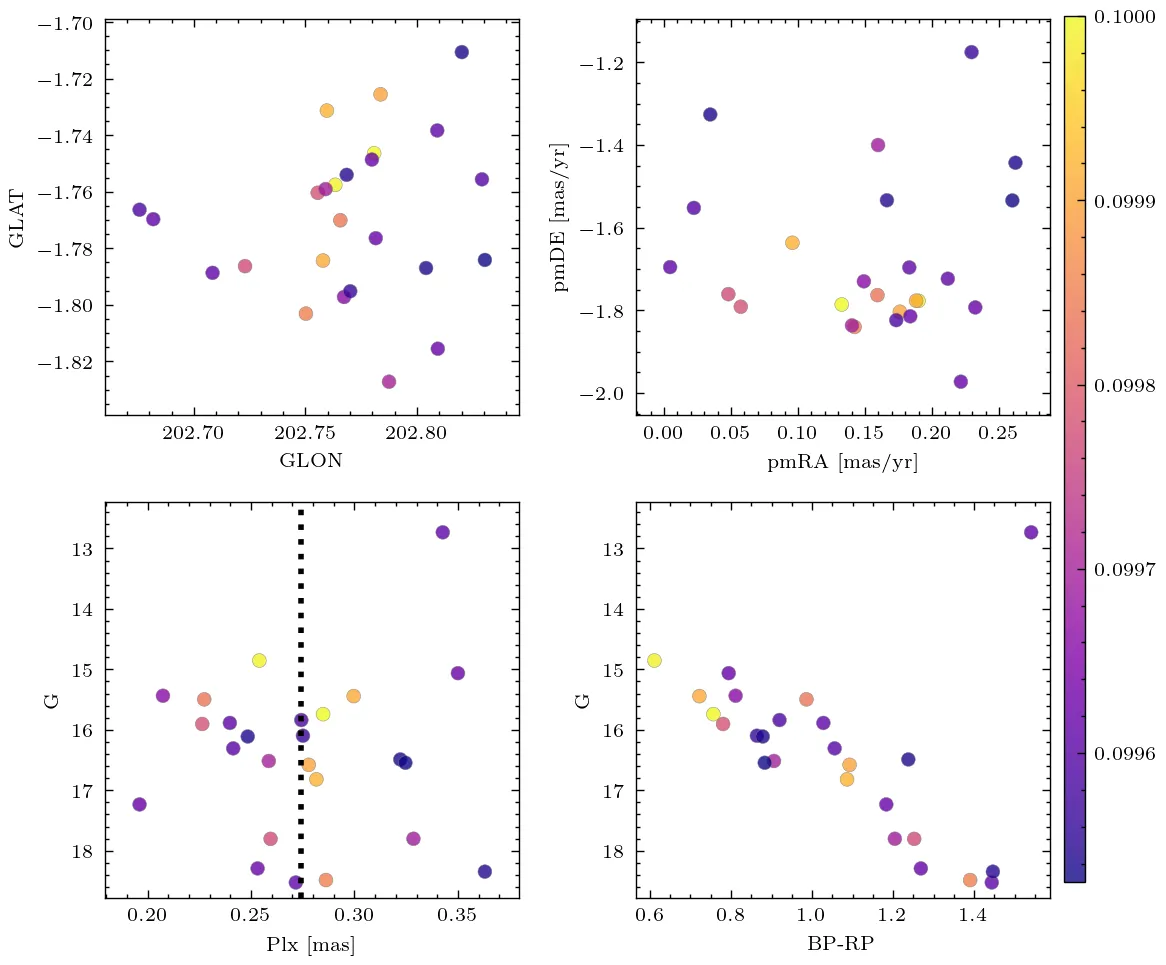 −1.70
−1.72
−1.74
−1.76
−1.78
−1.80
−1.82
GLAT
202.70 202.75 202.80
GLON
−1.2
−1.4
−1.6
−1.8
−2.0
pmDE [mas/yr]
0.00 0.05 0.10 0.15 0.20 0.25
pmRA [mas/yr]
0.1000
0.0999
0.0998
0.0997
0.0996
13
14
15
16
17
18
G
0.20 0.25 0.30 0.35
Plx [mas]
13
14
15
16
17
18
G
0.6 0.8 1.0 1.2 1.4
BP-RP